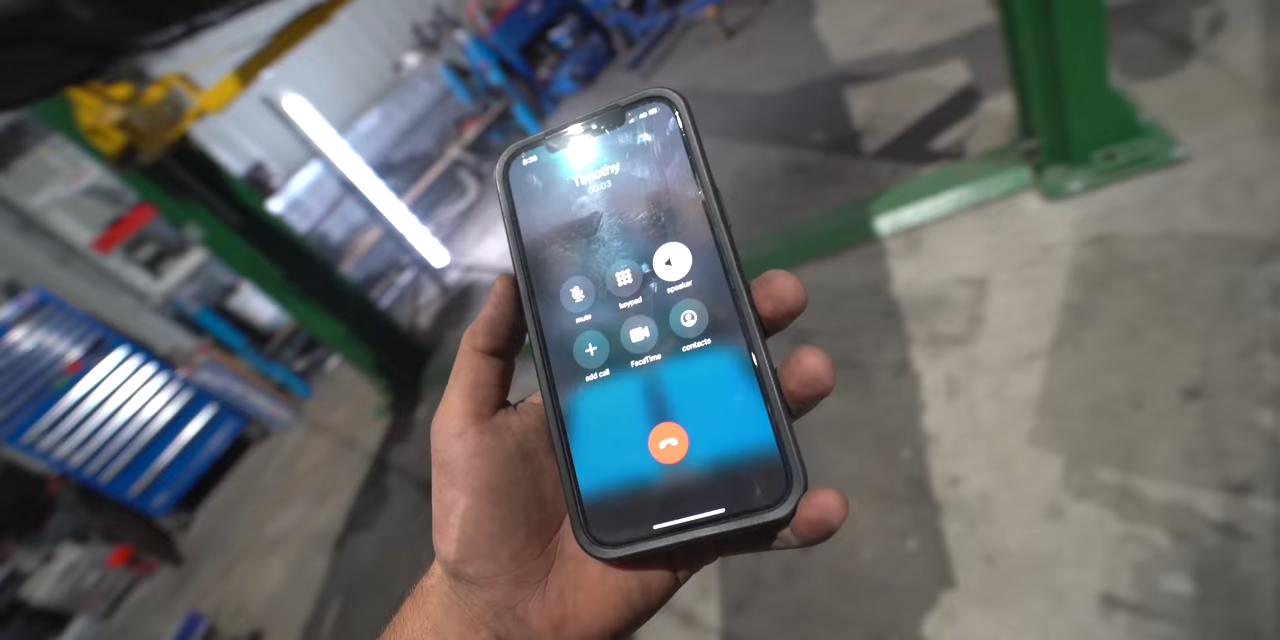 Timothy
00:03
mute
keypad
speaker
add call
FaceTime
contacts